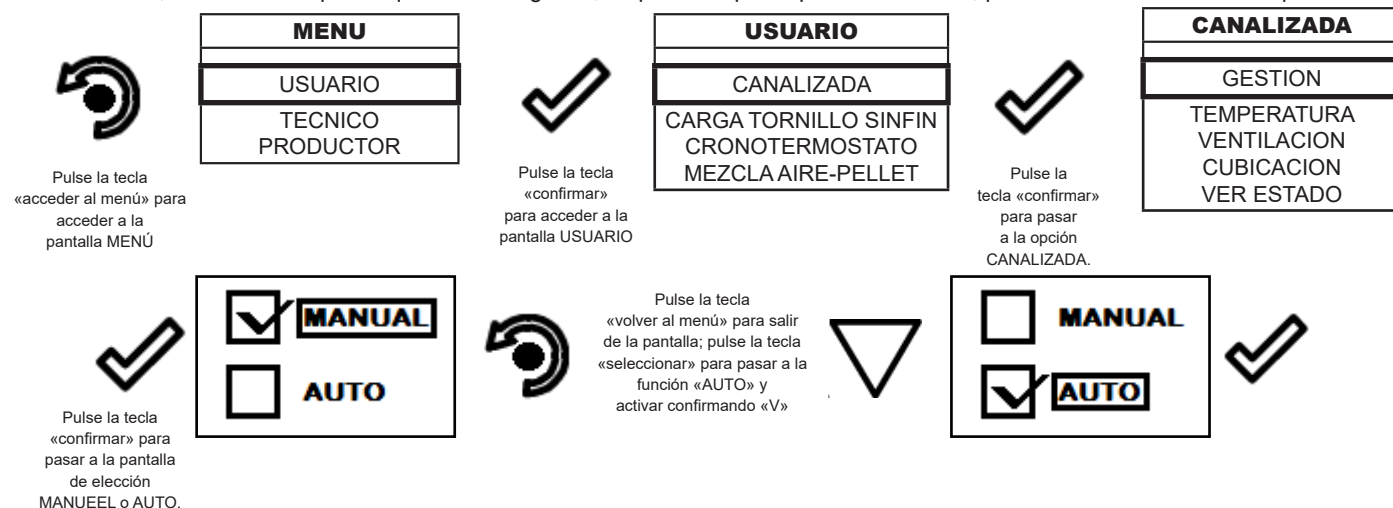 MENU
USUARIO
TECNICO
PRODUCTOR
Pulse la tecla
«acceder al menú» para
acceder a la
pantalla MENÚ
USUARIO
CANALIZADA
CARGA TORNILLO SINFIN
CRONOTERMOSTATO
MEZCLA AIRE-PELLET
Pulse la tecla
«confirmar»
para acceder a la
pantalla USUARIO
CANALIZADA
GESTION
TEMPERATURA
VENTILACION
CUBICACION
VER ESTADO
Pulse la
tecla «confirmar»
para pasar
a la opción
CANALIZADA.
MANUAL
AUTO
Pulse la tecla
«confirmar» para
pasar a la pantalla
de elección
MANUEEL o AUTO.
Pulse la tecla
«volver al menú» para salir
de la pantalla; pulse la tecla
«seleccionar» para pasar a la
función «AUTO» y
activar confirmando «V»
MANUAL
AUTO